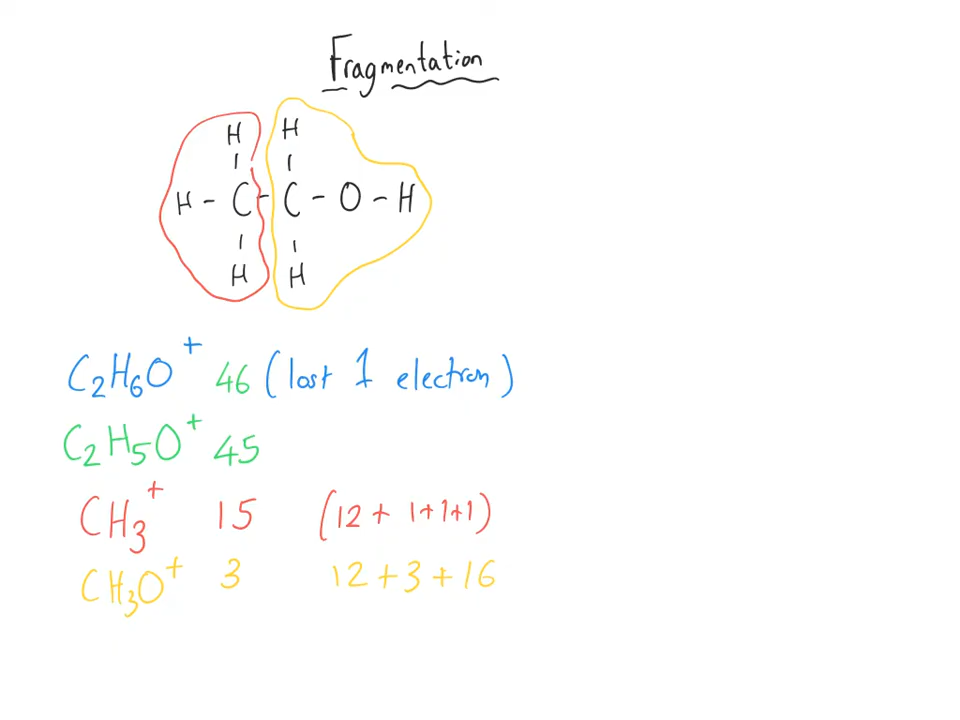 Fragmentation
H H
H - C - C - O - H
H H
C₂H₆O⁺ 46 (lost 1 electron)
C₂H₅O⁺ 45
CH₃⁺ 15 (12 + 1+1+1)
CH₃O⁺ 3 12 + 3 + 16